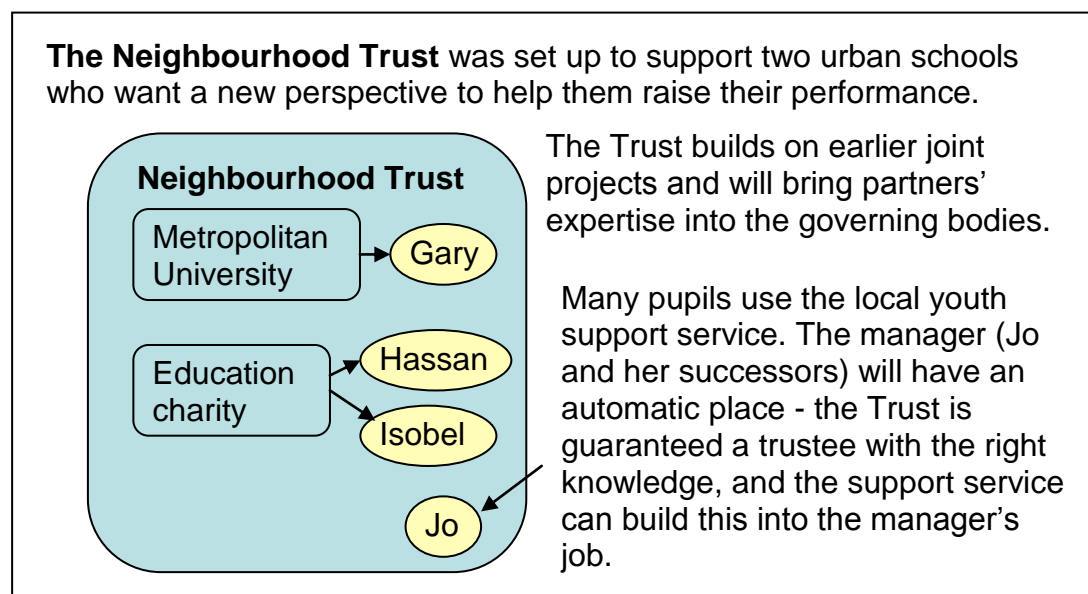 The Neighbourhood Trust was set up to support two urban schools
who want a new perspective to help them raise their performance.
Neighbourhood Trust
Metropolitan
University
Gary
Education
charity
Hassan
Isobel
Jo
The Trust builds on earlier joint
projects and will bring partners’
expertise into the governing bodies.
Many pupils use the local youth
support service. The manager (Jo
and her successors) will have an
automatic place - the Trust is
guaranteed a trustee with the right
knowledge, and the support service
can build this into the manager’s
job.